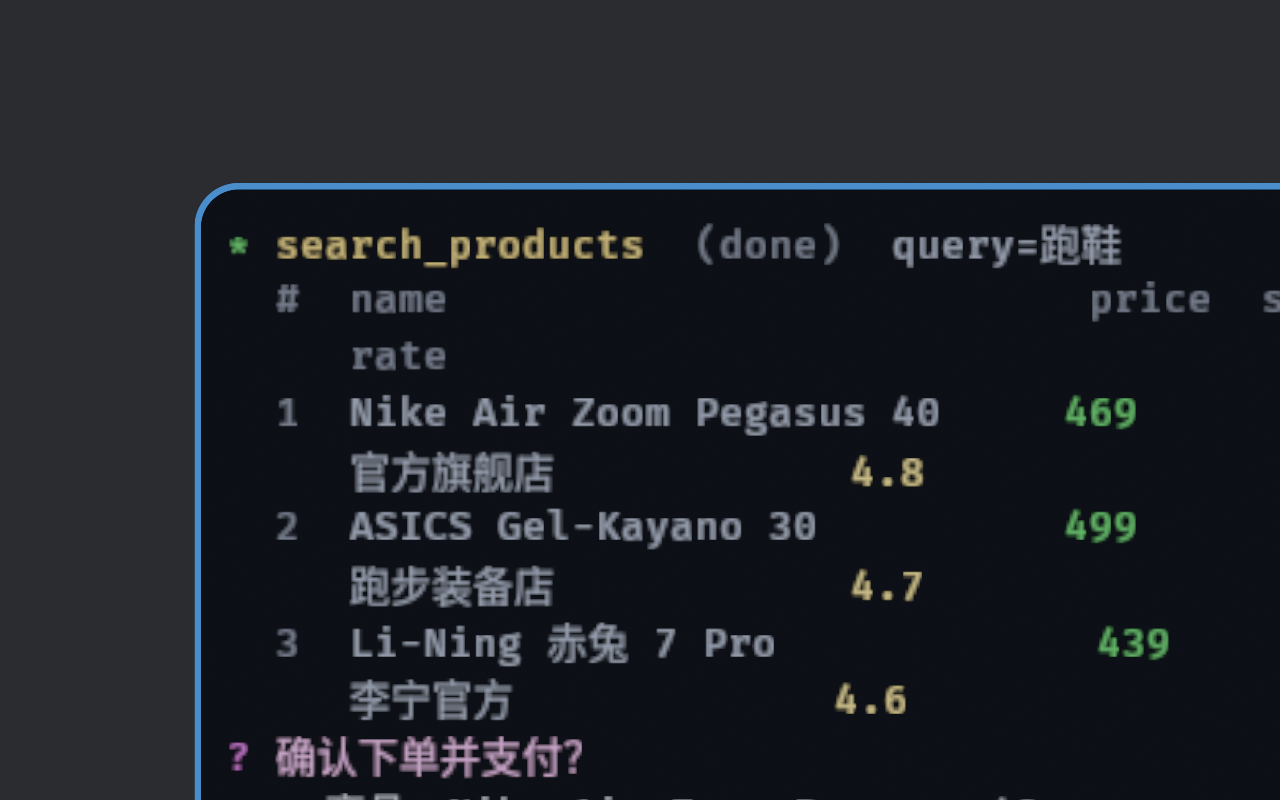 * search_products (done) query=跑鞋
# name price s
rate
1 Nike Air Zoom Pegasus 40 469
官方旗舰店 4.8
2 ASICS Gel-Kayano 30 499
跑步装备店 4.7
3 Li-Ning 赤兔 7 Pro 439
李宁官方 4.6
? 确认下单并支付?